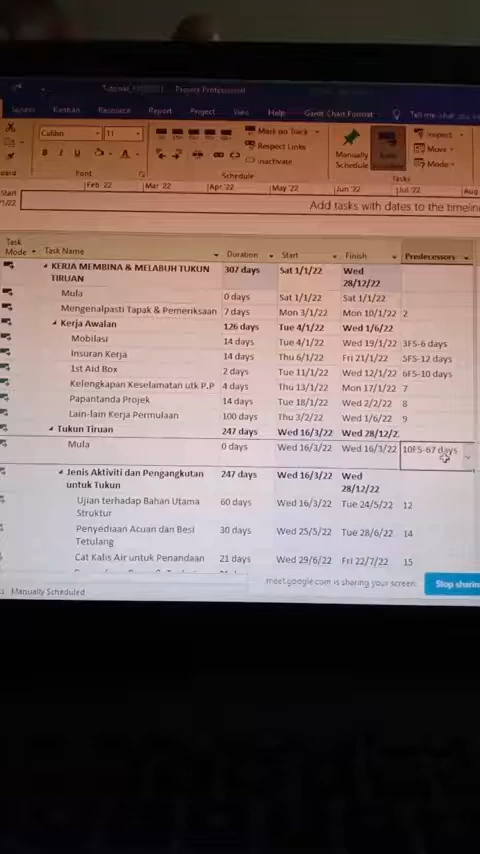 Project Professional
Kanban Resource Report Project View Help Gantt Chart Format Tell me
Calibri 11
B I U A
Font
Mark on Track
Respect Links
Inactivate
Schedule
Manually
Schedule
Inspect
Move
Mode
Tasks
Start
Feb '22 Mar '22 Apr '22 May '22 Jun '22 Jul '22 Aug
Add tasks with dates to the timeline
Task
Mode Task Name Duration Start Finish Predecessors
KERJA MEMBINA & MELABUH TUKUN TIRUAN 307 days Sat 1/1/22 Wed 28/12/22
Mula 0 days Sat 1/1/22 Sat 1/1/22
Mengenalpasti Tapak & Pemeriksaan 7 days Mon 3/1/22 Mon 10/1/22 2
Kerja Awalan 126 days Tue 4/1/22 Wed 1/6/22
Mobilasi 14 days Tue 4/1/22 Wed 19/1/22 3FS-6 days
Insuran Kerja 14 days Thu 6/1/22 Fri 21/1/22 5FS-12 days
1st Aid Box 2 days Tue 11/1/22 Wed 12/1/22 6FS-10 days
Kelengkapan Keselamatan utk P.P 4 days Thu 13/1/22 Mon 17/1/22 7
Papantanda Projek 14 days Tue 18/1/22 Wed 2/2/22 8
Lain-lain Kerja Permulaan 100 days Thu 3/2/22 Wed 1/6/22 9
Tukun Tiruan 247 days Wed 16/3/22 Wed 28/12/2
Mula 0 days Wed 16/3/22 Wed 16/3/22 10FS-67 days
Jenis Aktiviti dan Pengangkutan untuk Tukun 247 days Wed 16/3/22 Wed 28/12/22
Ujian terhadap Bahan Utama Struktur 60 days Wed 16/3/22 Tue 24/5/22 12
Penyediaan Acuan dan Besi Tetulang 30 days Wed 25/5/22 Tue 28/6/22 14
Cat Kalis Air untuk Penandaan 21 days Wed 29/6/22 Fri 22/7/22 15
Manually Scheduled
meet.google.com is sharing your screen.
Stop sharin